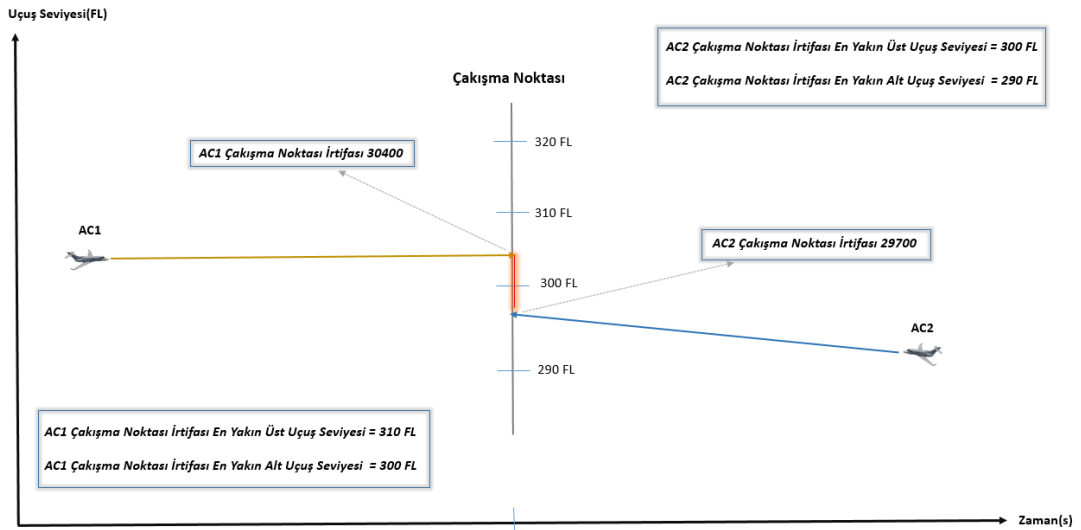 Uçuş Seviyesi(FL)
AC2 Çakışma Noktası İrtifası En Yakın Üst Uçuş Seviyesi = 300 FL
AC2 Çakışma Noktası İrtifası En Yakın Alt Uçuş Seviyesi = 290 FL
Çakışma Noktası
320 FL
AC1 Çakışma Noktası İrtifası 30400
310 FL
AC1
AC2 Çakışma Noktası İrtifası 29700
300 FL
AC2
290 FL
AC1 Çakışma Noktası İrtifası En Yakın Üst Uçuş Seviyesi = 310 FL
AC1 Çakışma Noktası İrtifası En Yakın Alt Uçuş Seviyesi = 300 FL
Zaman(s)